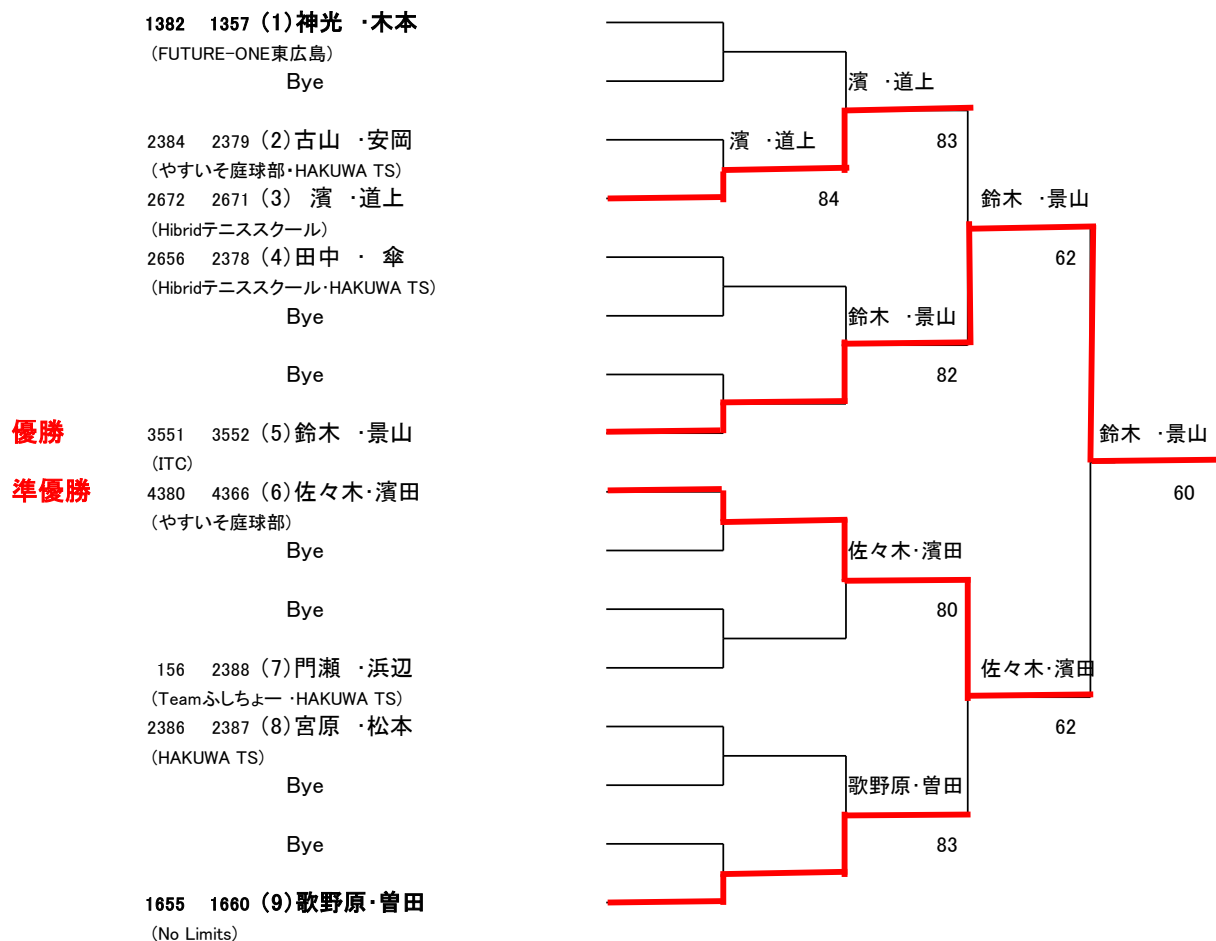 1382 1357 (1)神光 ・木本
(FUTURE-ONE東広島)
Bye 濱 ・道上
2384 2379 (2)古山 ・安岡 濱 ・道上 83
(やすいそ庭球部・HAKUWA TS)
2672 2671 (3) 濱 ・道上 84 鈴木 ・景山
(Hibridテニススクール)
2656 2378 (4)田中 ・ 傘 62
(Hibridテニススクール・HAKUWA TS)
Bye 鈴木 ・景山
Bye 82
優勝 3551 3552 (5)鈴木 ・景山 鈴木 ・景山
(ITC)
準優勝 4380 4366 (6)佐々木・濱田 60
(やすいそ庭球部)
Bye 佐々木・濱田
Bye 80
156 2388 (7)門瀬 ・浜辺 佐々木・濱田
(Teamふしちょー ・HAKUWA TS)
2386 2387 (8)宮原 ・松本 62
(HAKUWA TS)
Bye 歌野原・曽田
Bye 83
1655 1660 (9)歌野原・曽田
(No Limits)